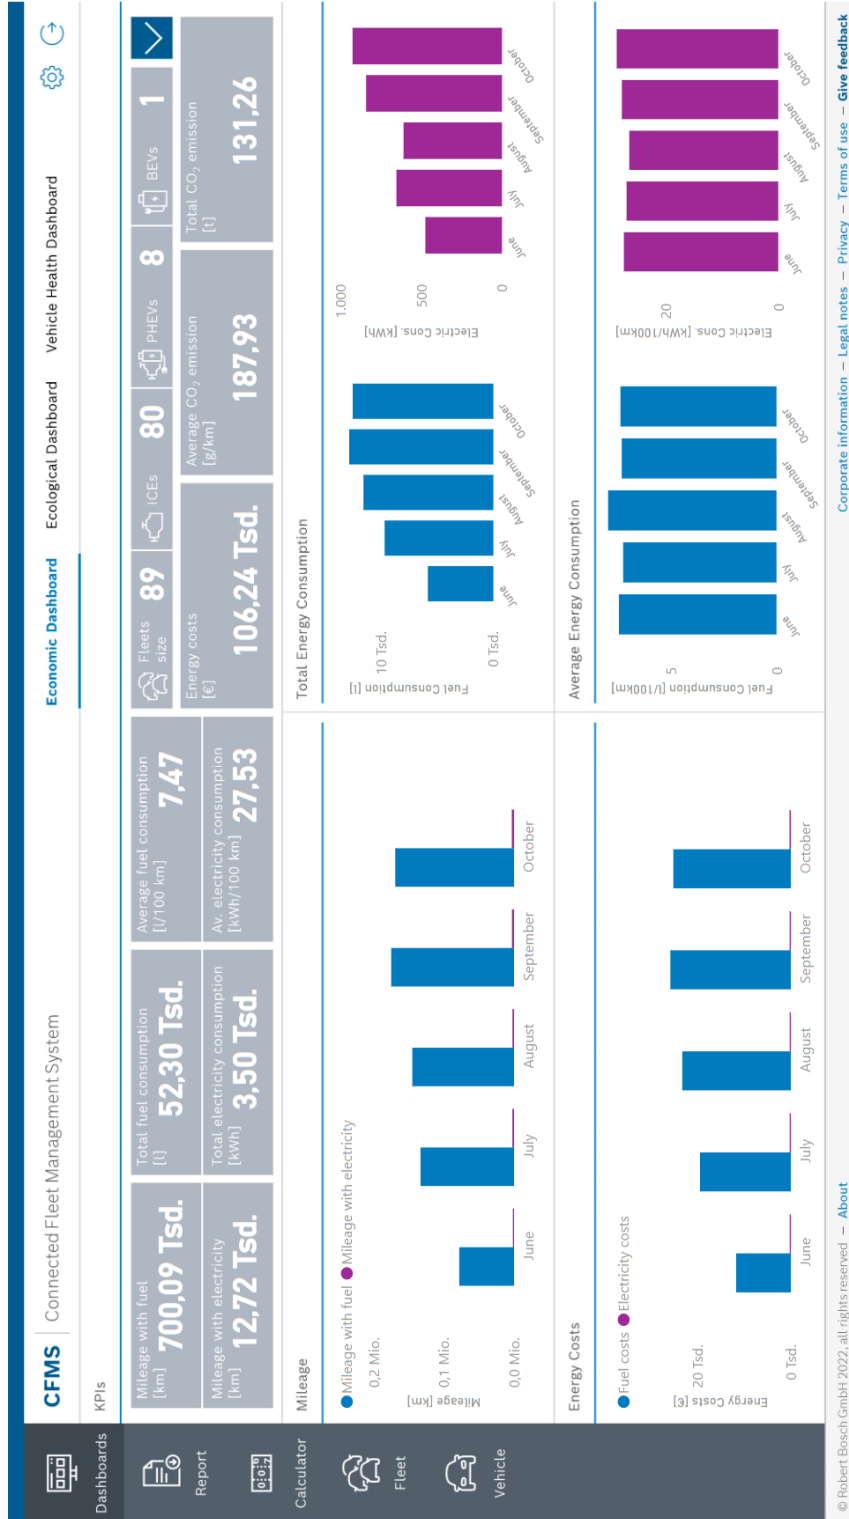 CFMS | Connected Fleet Management System
Economic Dashboard
Ecological Dashboard
Vehicle Health Dashboard
Dashboards
Report
Calculator
Fleet
Vehicle
KPIs
Mileage with fuel
[km]
700,09 Tsd.
Total fuel consumption
[l]
52,30 Tsd.
Average fuel consumption
[l/100 km]
7,47
Fleets
size
89
ICEs
80
PHEVs
8
BEVs
1
Mileage with electricity
[km]
12,72 Tsd.
Total electricity consumption
[kWh]
3,50 Tsd.
Av. electricity consumption
[kWh/100 km]
27,53
Energy costs
[€]
106,24 Tsd.
Average CO₂ emission
[g/km]
187,93
Total CO₂ emission
[t]
131,26
Mileage
Mileage with fuel
Mileage with electricity
Mileage [km]
0,2 Mio.
0,1 Mio.
0,0 Mio.
June
July
August
September
October
Total Energy Consumption
Fuel Consumption [l]
10 Tsd.
0 Tsd.
June
July
August
September
October
Electric Cons. [kWh]
1.000
500
0
June
July
August
September
October
Energy Costs
Fuel costs
Electricity costs
Energy Costs [€]
20 Tsd.
0 Tsd.
June
July
August
September
October
Average Energy Consumption
Fuel Consumption [l/100km]
5
0
June
July
August
September
October
Electric Cons. [kWh/100km]
20
0
June
July
August
September
October
© Robert Bosch GmbH 2022, all rights reserved – About
Corporate information – Legal notes – Privacy – Terms of use – Give feedback